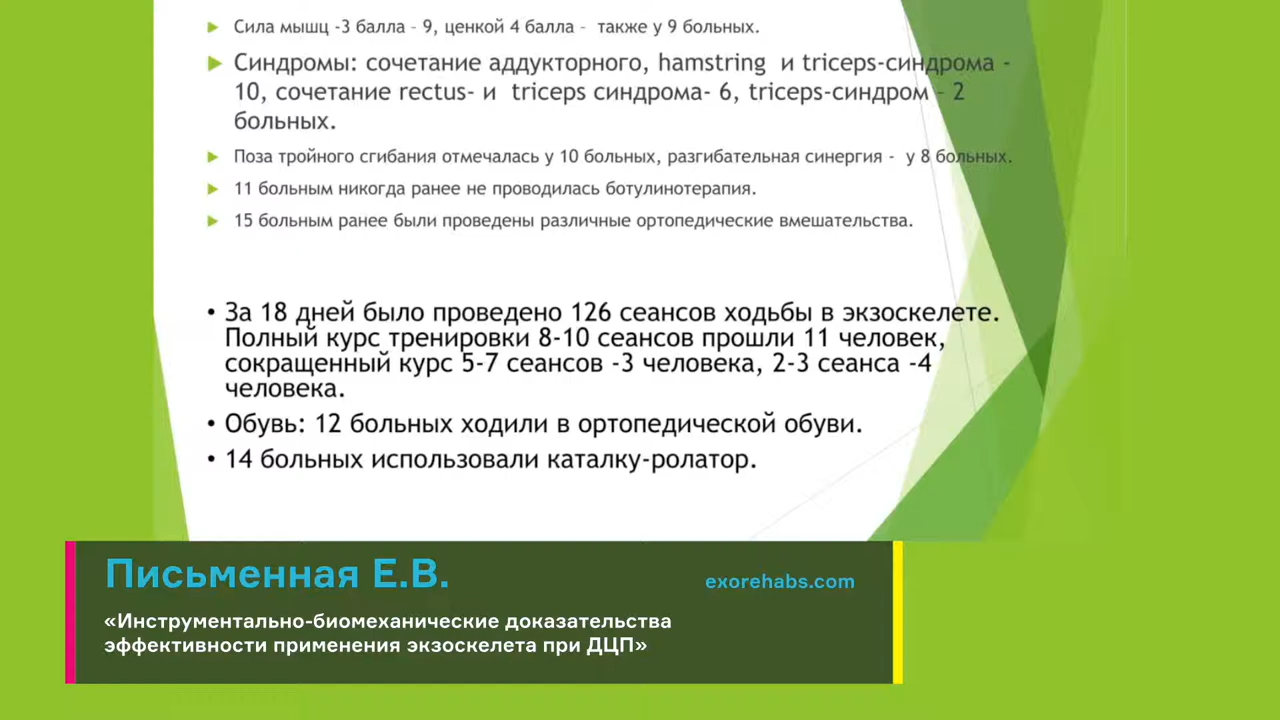 Сила мышц -3 балла – 9, ценкой 4 балла – также у 9 больных.
Синдромы: сочетание аддукторного, hamstring и triceps-синдрома -
10, сочетание rectus- и triceps синдрома- 6, triceps-синдром – 2
больных.
Поза тройного сгибания отмечалась у 10 больных, разгибательная синергия - у 8 больных.
11 больным никогда ранее не проводилась ботулинотерапия.
15 больным ранее были проведены различные ортопедические вмешательства.
• За 18 дней было проведено 126 сеансов ходьбы в экзоскелете.
Полный курс тренировки 8-10 сеансов прошли 11 человек,
сокращенный курс 5-7 сеансов -3 человека, 2-3 сеанса -4
человека.
• Обувь: 12 больных ходили в ортопедической обуви.
• 14 больных использовали каталку-ролатор.
Письменная Е.В.
exorehabs.com
«Инструментально-биомеханические доказательства
эффективности применения экзоскелета при ДЦП»